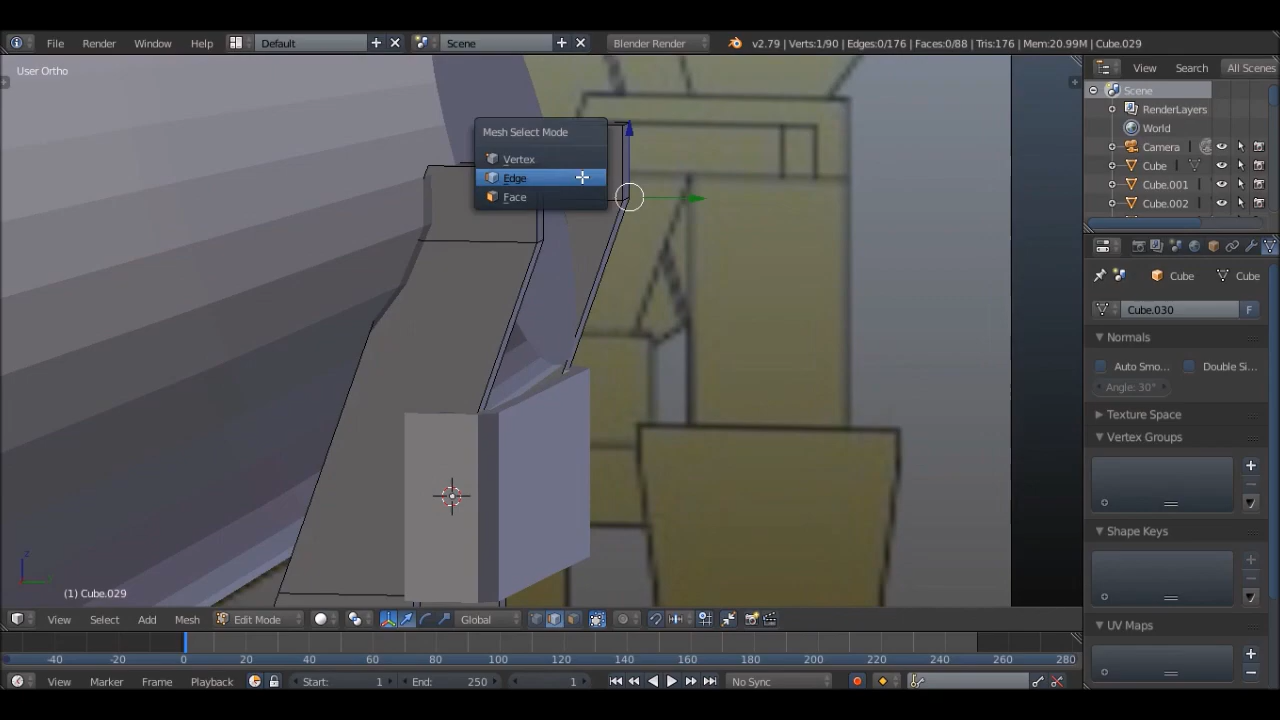 File Render Window Help Default Scene Blender Render v2.79 | Verts:1/90 | Edges:0/176 | Faces:0/88 | Tris:176 | Mem:20.99M | Cube.029
User Ortho
View Search All Scenes
Scene
RenderLayers
World
Camera
Cube
Cube.001
Cube.002
Mesh Select Mode
Vertex
Edge
Face
Cube Cube
Cube.030 F
Normals
Auto Smo... Double Si...
Angle: 30°
Texture Space
Vertex Groups
Shape Keys
UV Maps
z
(1) Cube.029
View Select Add Mesh Edit Mode Global
-40 -20 0 20 40 60 80 100 120 140 160 180 200 220 240 260 280
View Marker Frame Playback Start: 1 End: 250 1 No Sync